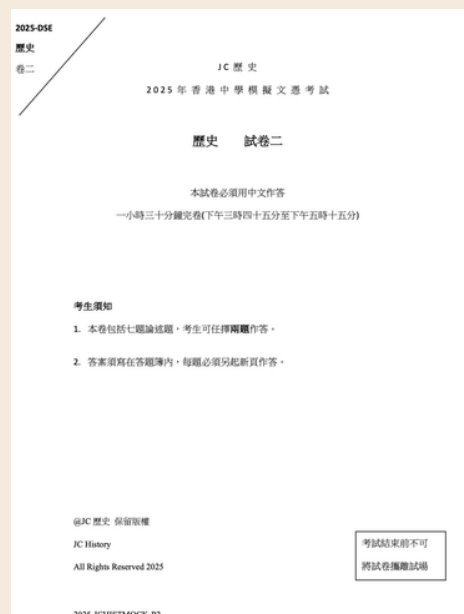 2025-DSE
歷史
卷二
JC 歷 史
2025 年 香 港 中 學 模 擬 文 憑 考 試
歷史 試卷二
本試卷必須用中文作答
一小時三十分鐘完卷(下午三時四十五分至下午五時十五分)
考生須知
1. 本卷包括七題論述題，考生可任擇兩題作答。
2. 答案須寫在答題簿內，每題必須另起新頁作答。
@JC 歷史 保留版權
JC History
All Rights Reserved 2025
考試結束前不可
將試卷攜離試場